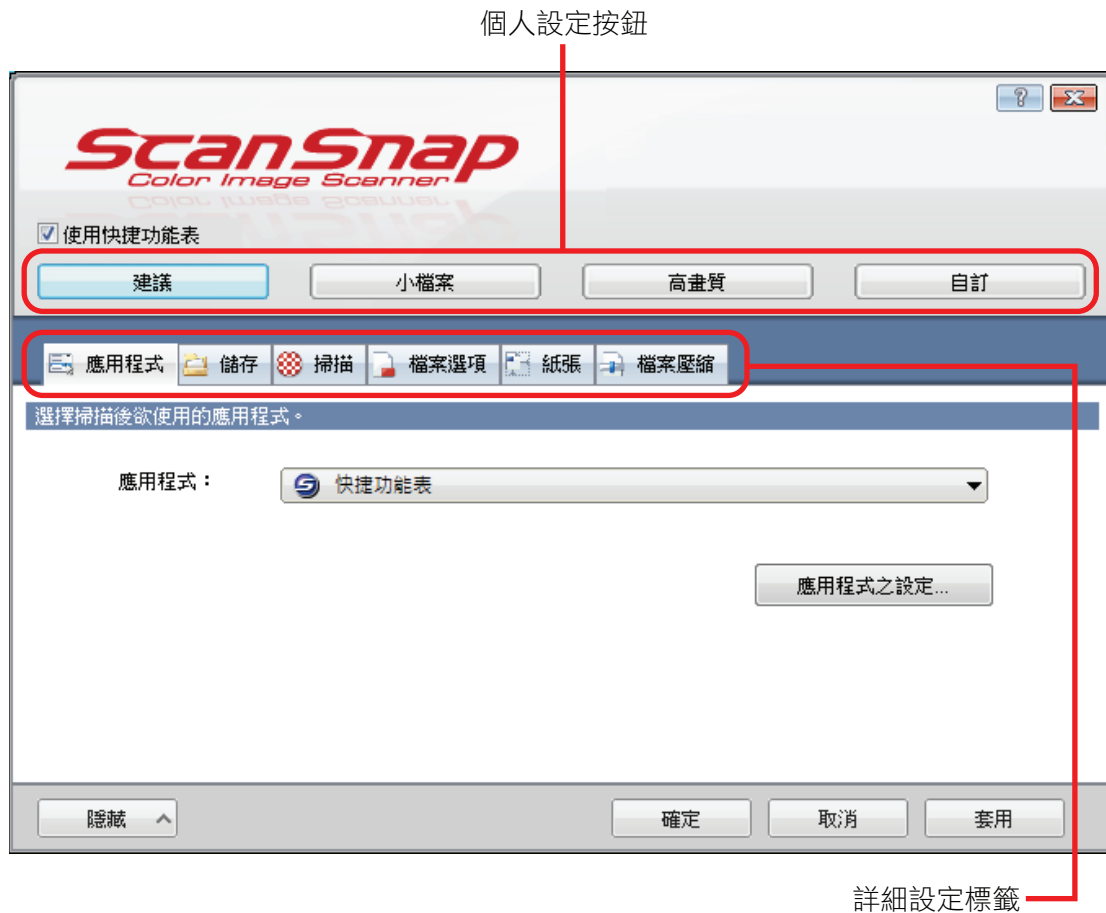 個人設定按鈕
ScanSnap
Color Image Scanner
使用快捷功能表
建議 小檔案 高畫質 自訂
應用程式 儲存 掃描 檔案選項 紙張 檔案壓縮
選擇掃描後欲使用的應用程式。
應用程式： 快捷功能表
應用程式之設定...
隱藏 確定 取消 套用
詳細設定標籤